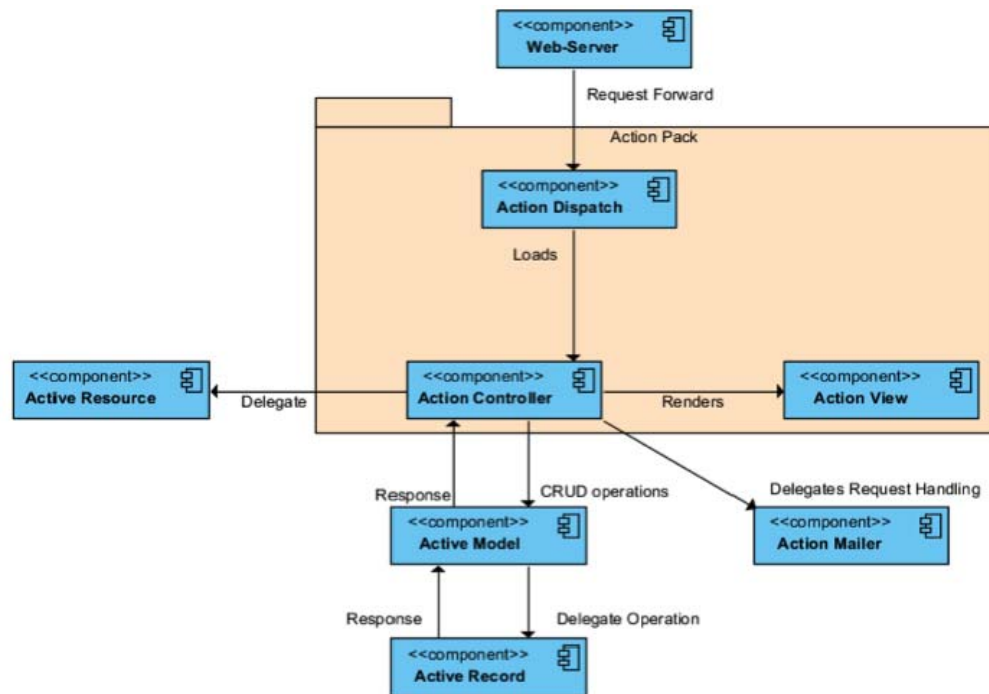 <<component>>
Web-Server
Request Forward
Action Pack
<<component>>
Action Dispatch
Loads
<<component>>
Active Resource
Delegate
<<component>>
Action Controller
Renders
<<component>>
Action View
Response
CRUD operations
Delegates Request Handling
<<component>>
Active Model
<<component>>
Action Mailer
Response
Delegate Operation
<<component>>
Active Record